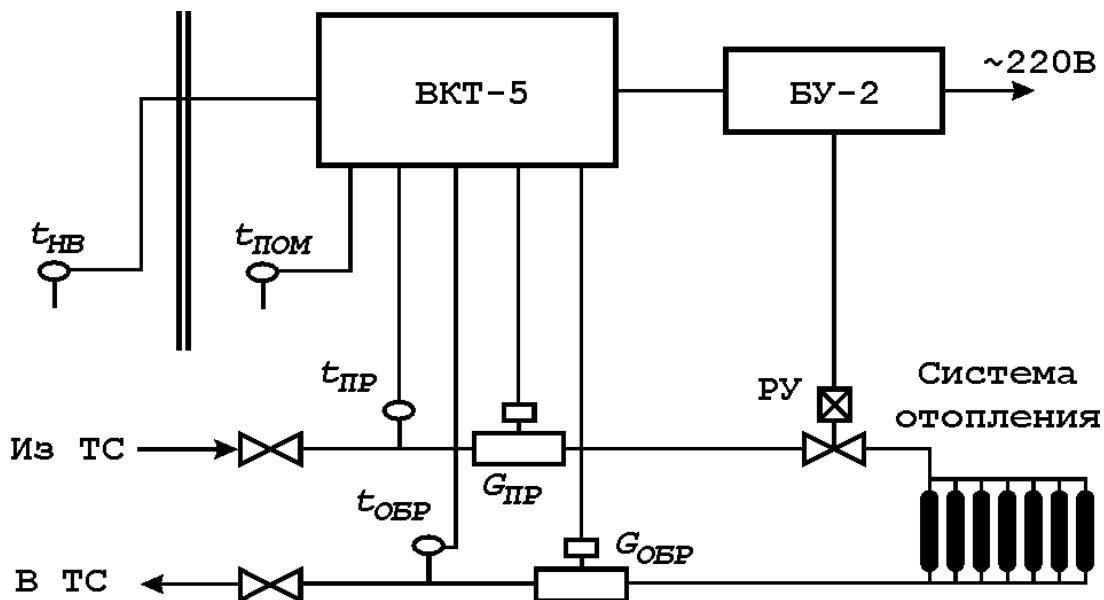 ВКТ-5
БУ-2
~220В
tНВ
tПОМ
tПР
РУ
Система
отопления
Из ТС
GПР
tОБР
GОБР
В ТС